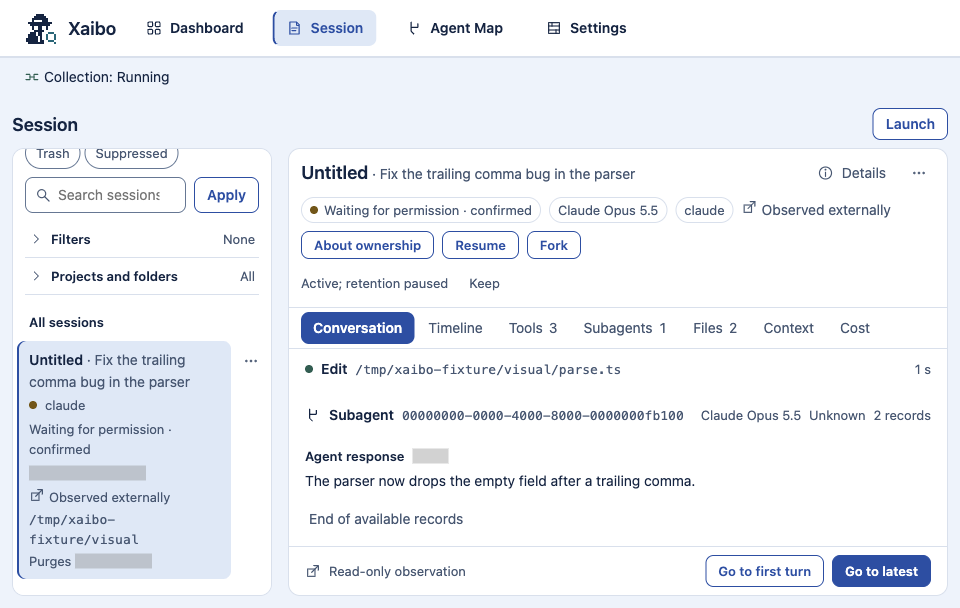 Xaibo
Dashboard
Session
Agent Map
Settings
Collection: Running
Session
Launch
Trash
Suppressed
Search sessions
Apply
Filters
None
Projects and folders
All
All sessions
Untitled · Fix the trailing
comma bug in the parser
claude
Waiting for permission ·
confirmed
Observed externally
/tmp/xaibo-
fixture/visual
Purges
Untitled · Fix the trailing comma bug in the parser
Details
Waiting for permission · confirmed
Claude Opus 5.5
claude
Observed externally
About ownership
Resume
Fork
Active; retention paused
Keep
Conversation
Timeline
Tools 3
Subagents 1
Files 2
Context
Cost
Edit /tmp/xaibo-fixture/visual/parse.ts 1 s
Subagent 00000000-0000-4000-8000-0000000fb100 Claude Opus 5.5 Unknown 2 records
Agent response
The parser now drops the empty field after a trailing comma.
End of available records
Read-only observation
Go to first turn
Go to latest